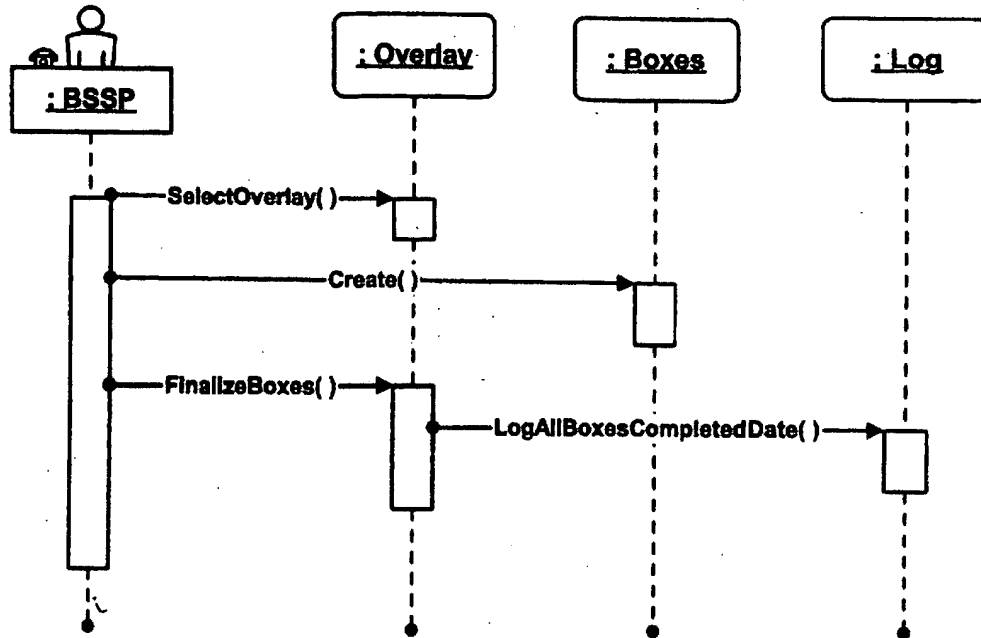 : BSSP
: Overlay
: Boxes
: Log
SelectOverlay( )
Create( )
FinalizeBoxes( )
LogAllBoxesCompletedDate( )